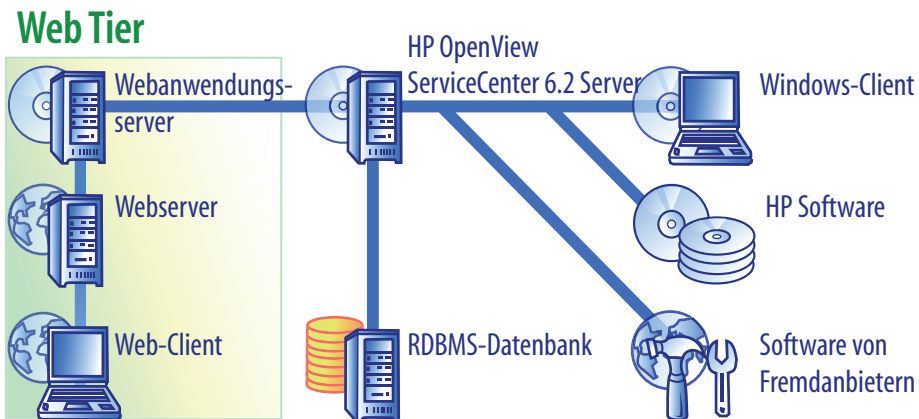 Web Tier
Webanwendungs-
server
HP OpenView
ServiceCenter 6.2 Server
Windows-Client
Webserver
HP Software
Web-Client
RDBMS-Datenbank
Software von
Fremdanbietern